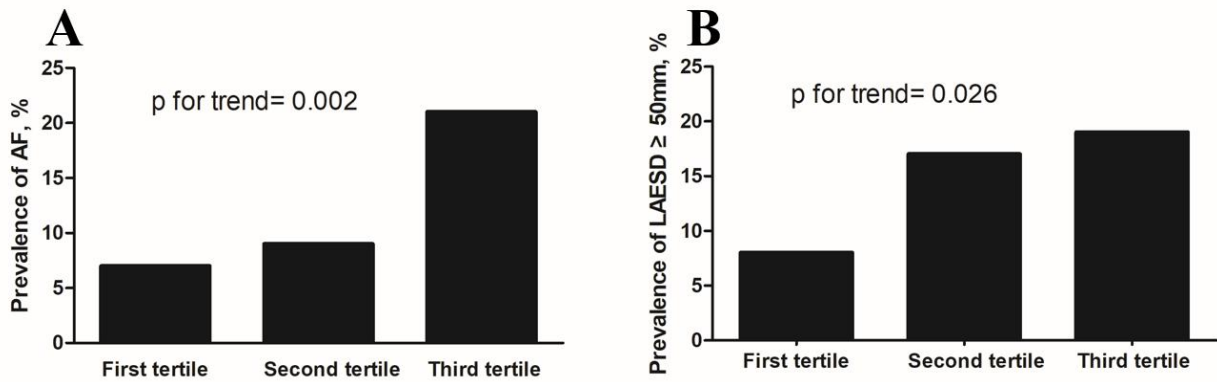 A
Prevalence of AF, %
25
20
15
10
5
0
p for trend= 0.002
First tertile
Second tertile
Third tertile
B
Prevalence of LAESD ≥ 50mm, %
25
20
15
10
5
0
p for trend= 0.026
First tertile
Second tertile
Third tertile